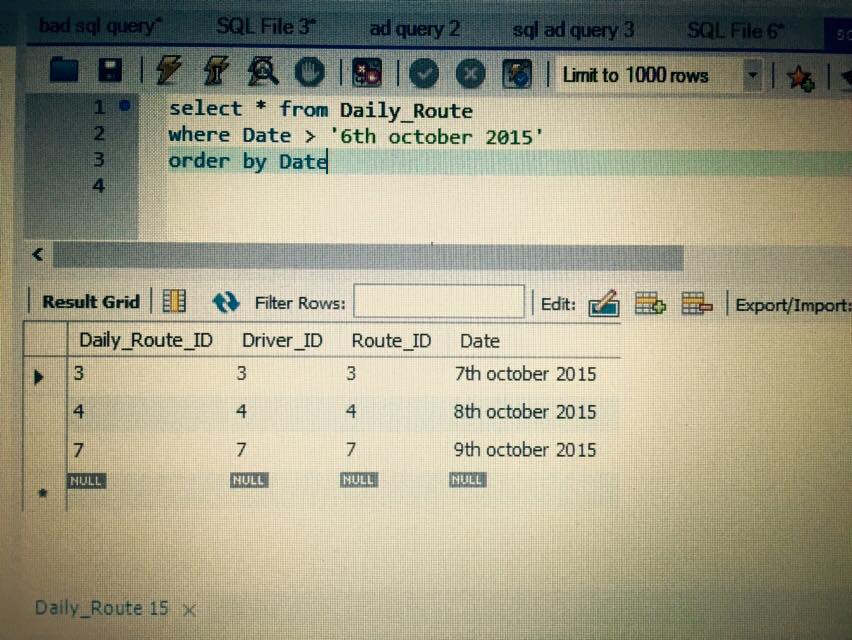 bad sql query* SQL File 3* ad query 2 sql ad query 3 SQL File 6*
Limit to 1000 rows
1 select * from Daily_Route
2 where Date > '6th october 2015'
3 order by Date
4
Result Grid Filter Rows: Edit: Export/Import:
Daily_Route_ID Driver_ID Route_ID Date
3 3 3 7th october 2015
4 4 4 8th october 2015
7 7 7 9th october 2015
NULL NULL NULL NULL
Daily_Route 15